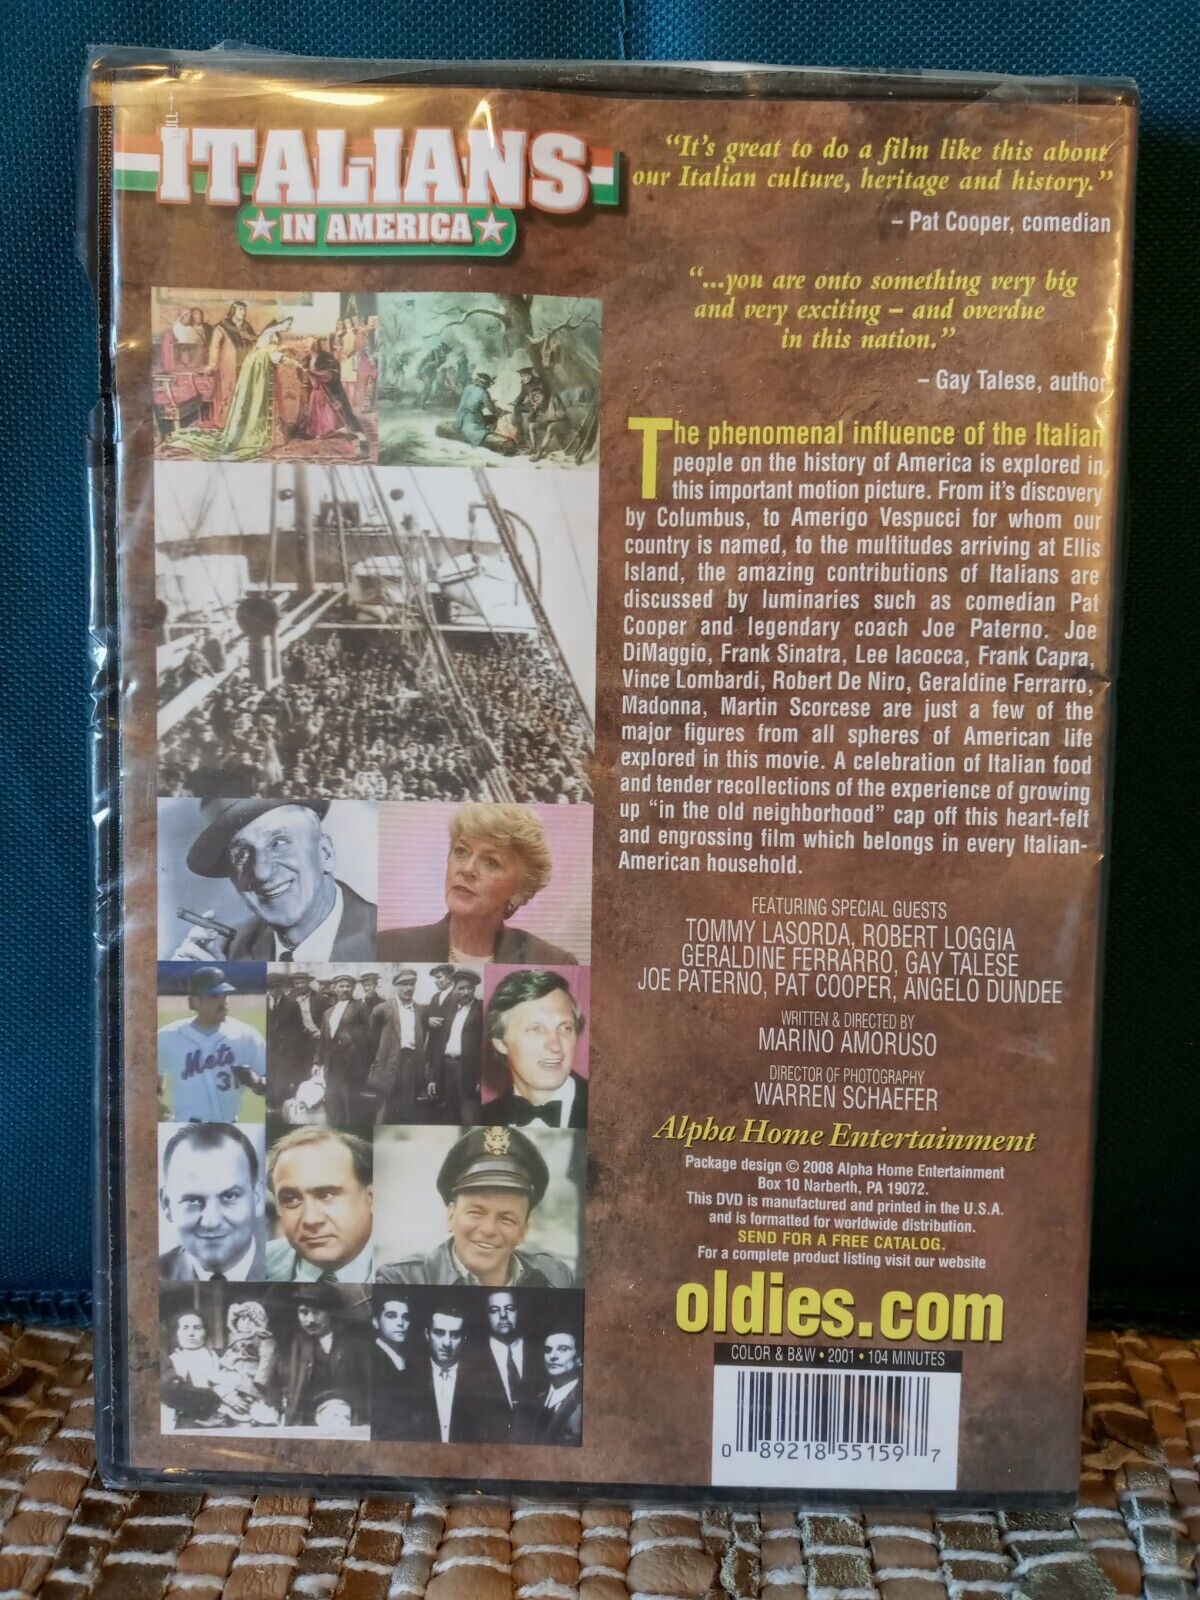 ITALIANS
IN AMERICA
“It's great to do a film like this about
our Italian culture, heritage and history.”
– Pat Cooper, comedian
“...you are onto something very big
and very exciting – and overdue
in this nation.”
– Gay Talese, author
The phenomenal influence of the Italian
people on the history of America is explored in
this important motion picture. From it's discovery
by Columbus, to Amerigo Vespucci for whom our
country is named, to the multitudes arriving at Ellis
Island, the amazing contributions of Italians are
discussed by luminaries such as comedian Pat
Cooper and legendary coach Joe Paterno. Joe
DiMaggio, Frank Sinatra, Lee Iacocca, Frank Capra,
Vince Lombardi, Robert De Niro, Geraldine Ferrarro,
Madonna, Martin Scorcese are just a few of the
major figures from all spheres of American life
explored in this movie. A celebration of Italian food
and tender recollections of the experience of growing
up “in the old neighborhood” cap off this heart-felt
and engrossing film which belongs in every Italian-
American household.
FEATURING SPECIAL GUESTS
TOMMY LASORDA, ROBERT LOGGIA
GERALDINE FERRARRO, GAY TALESE
JOE PATERNO, PAT COOPER, ANGELO DUNDEE
WRITTEN & DIRECTED BY
MARINO AMORUSO
DIRECTOR OF PHOTOGRAPHY
WARREN SCHAEFER
Alpha Home Entertainment
Package design © 2008 Alpha Home Entertainment
Box 10 Narberth, PA 19072.
This DVD is manufactured and printed in the U.S.A.
and is formatted for worldwide distribution.
SEND FOR A FREE CATALOG.
For a complete product listing visit our website
oldies.com
COLOR & B&W • 2001 • 104 MINUTES
0 89218 55159 7
Mets
31